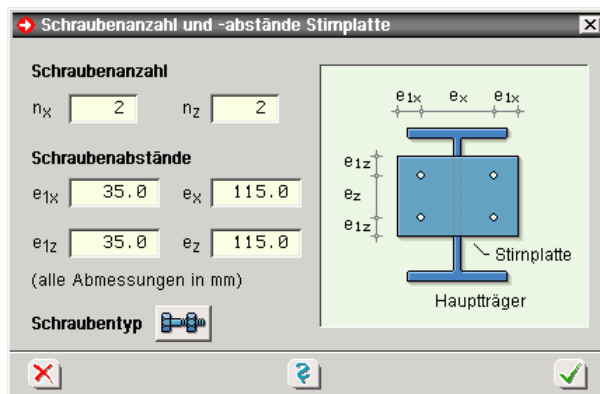 Schraubenanzahl und -abstände Stirnplatte
Schraubenanzahl
nx 2 nz 2
Schraubenabstände
e1x 35.0 ex 115.0
e1z 35.0 ez 115.0
(alle Abmessungen in mm)
Schraubentyp
e1x ex e1x
e1z
ez
e1z
Stirnplatte
Hauptträger